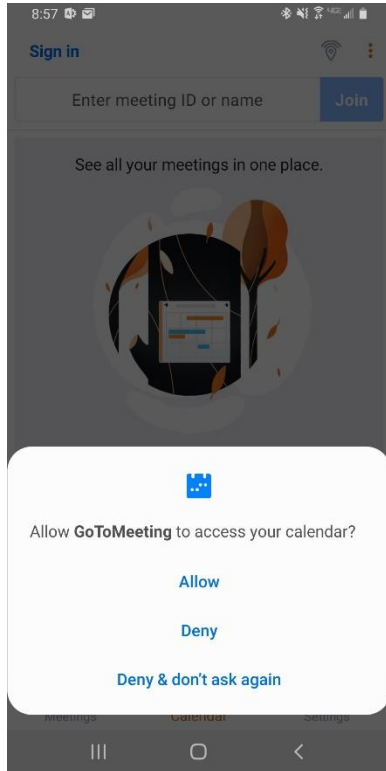 8:57
Sign in
Enter meeting ID or name
Join
See all your meetings in one place.
Allow GoToMeeting to access your calendar?
Allow
Deny
Deny & don't ask again
Meetings
Calendar
Settings